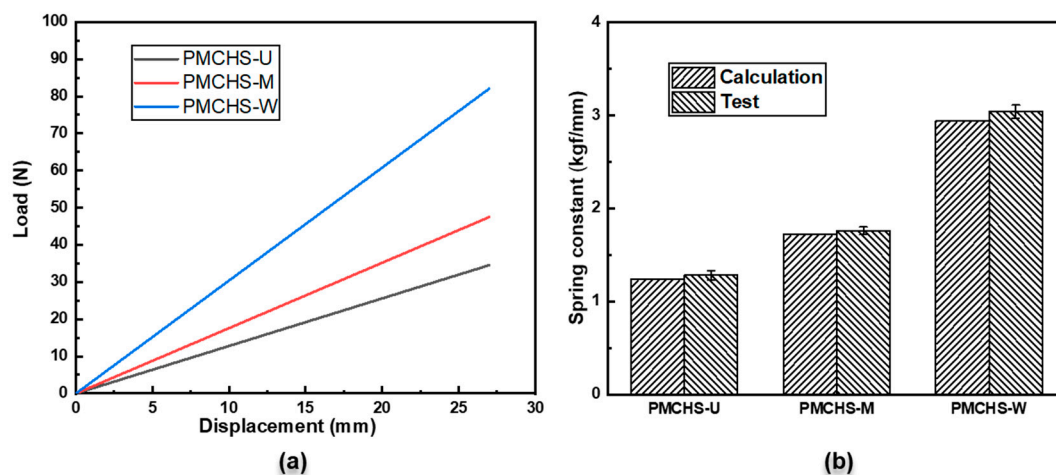 100
90
80
70
60
50
40
30
20
10
0
Load (N)
PMCHS-U
PMCHS-M
PMCHS-W
0 5 10 15 20 25 30
Displacement (mm)
(a)
4
3
2
1
0
Spring constant (kgf/mm)
Calculation
Test
PMCHS-U PMCHS-M PMCHS-W
(b)